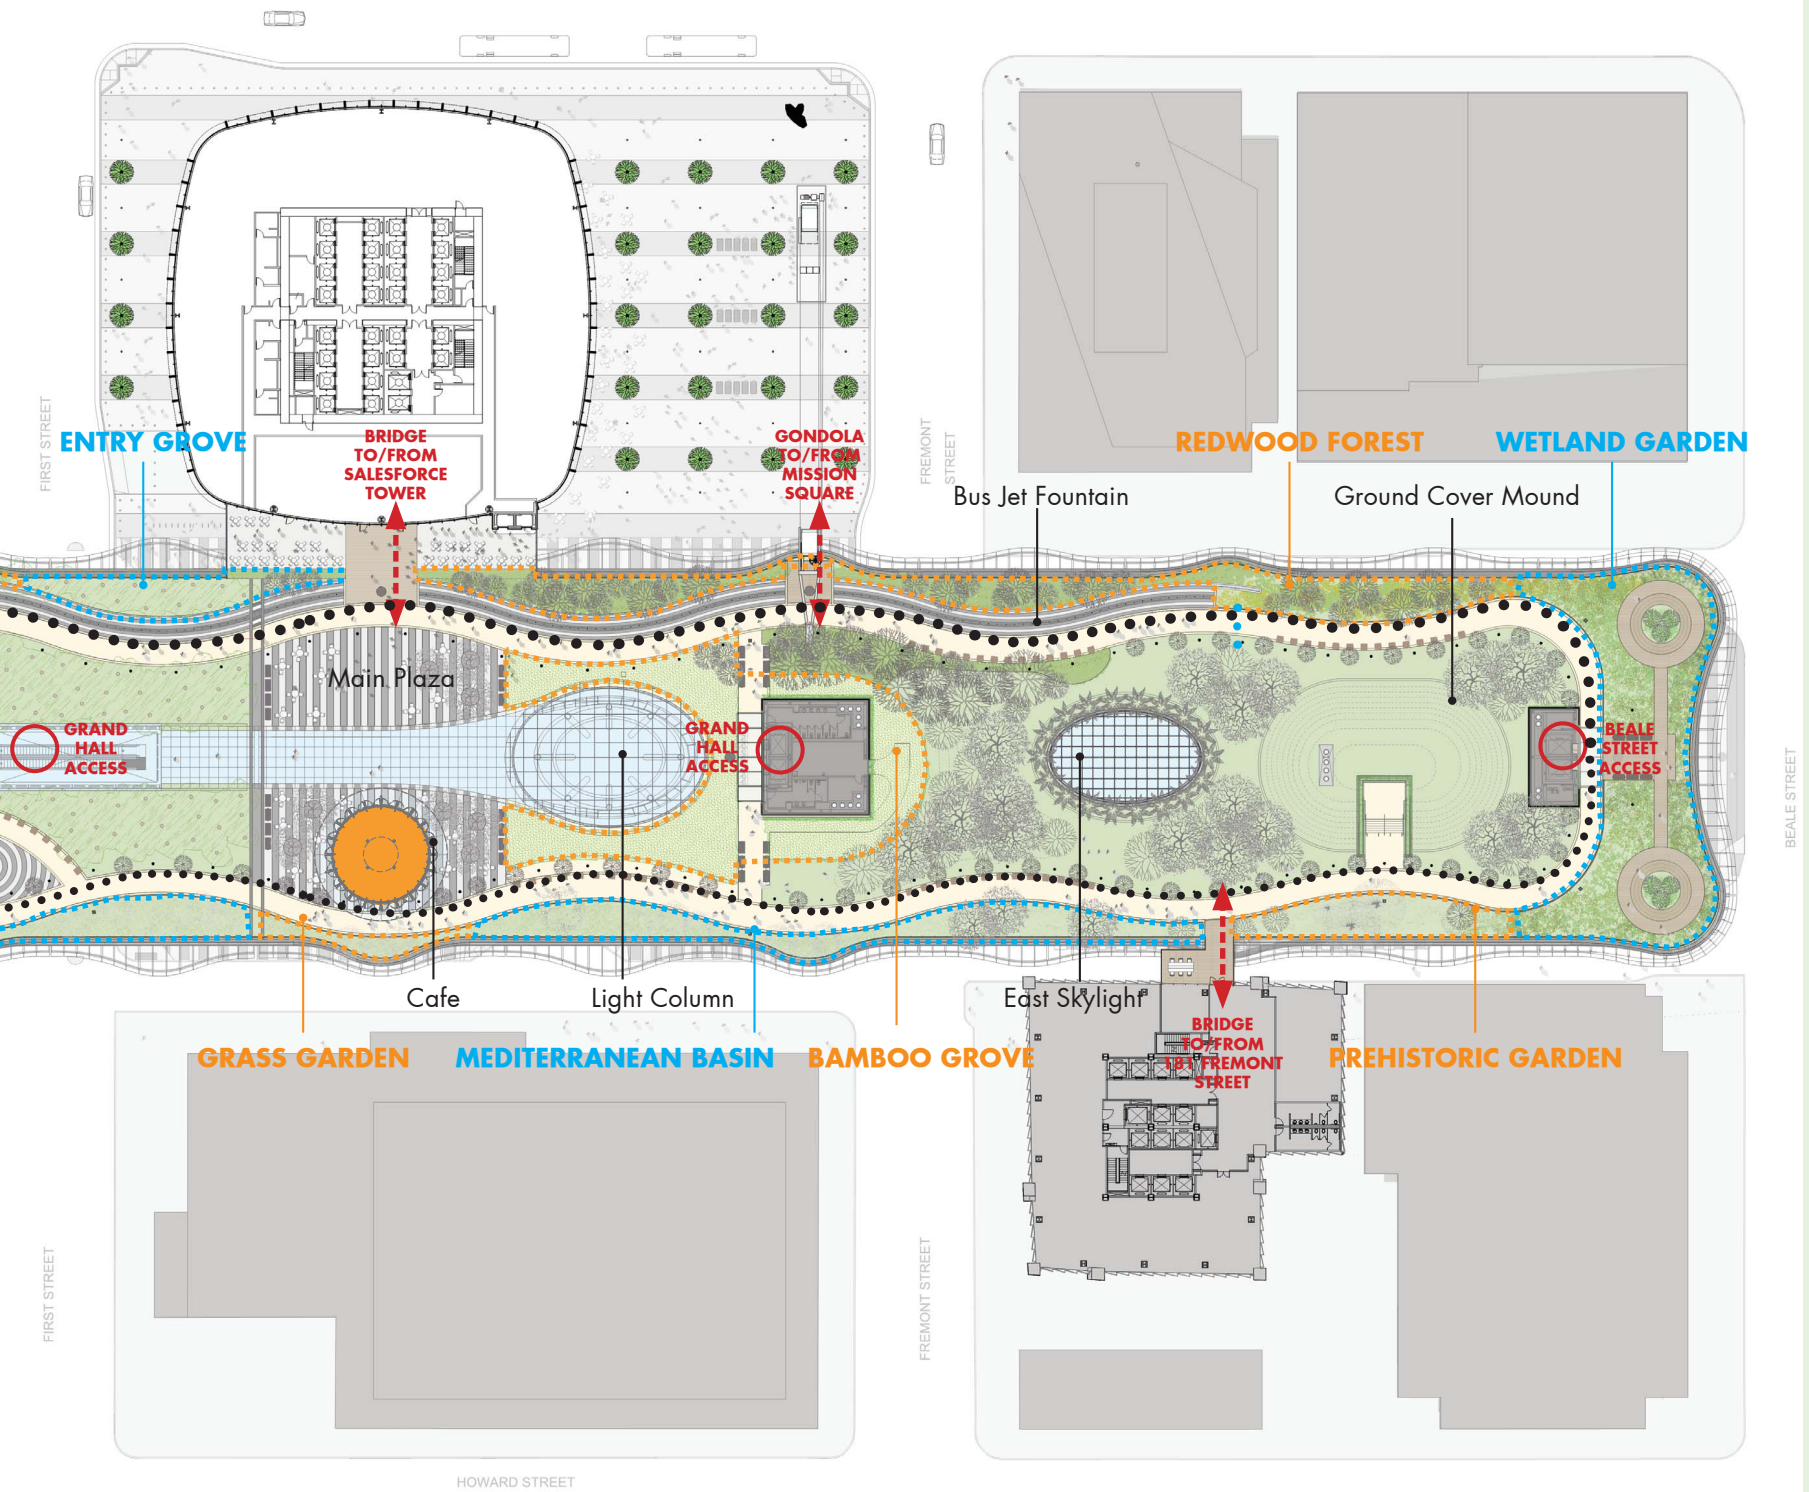 FIRST STREET
ENTRY GROVE
BRIDGE
TO/FROM
SALESFORCE
TOWER
GONDOLA
TO/FROM
MISSION
SQUARE
FREMONT
STREET
REDWOOD FOREST
WETLAND GARDEN
Bus Jet Fountain
Ground Cover Mound
Main Plaza
GRAND
HALL
ACCESS
GRAND
HALL
ACCESS
BEALE
STREET
ACCESS
BEALE STREET
Cafe
Light Column
East Skylight
GRASS GARDEN
MEDITERRANEAN BASIN
BAMBOO GROVE
BRIDGE
TO/FROM
181 FREMONT
STREET
PREHISTORIC GARDEN
FIRST STREET
FREMONT STREET
HOWARD STREET